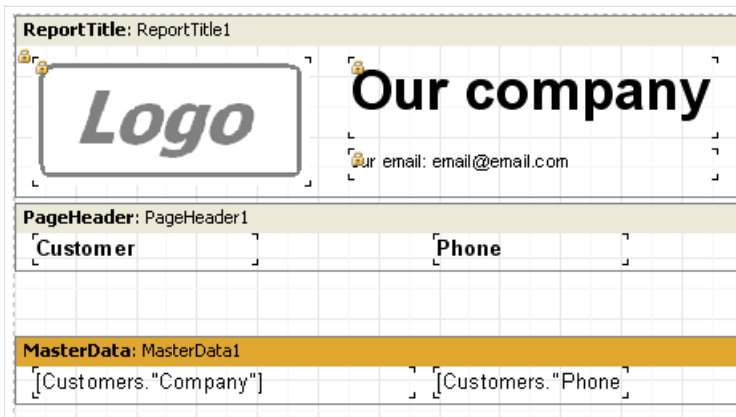 ReportTitle: ReportTitle1
Logo
Our company
ur email: email@email.com
PageHeader: PageHeader1
Customer Phone
MasterData: MasterData1
[Customers."Company"] [Customers."Phone